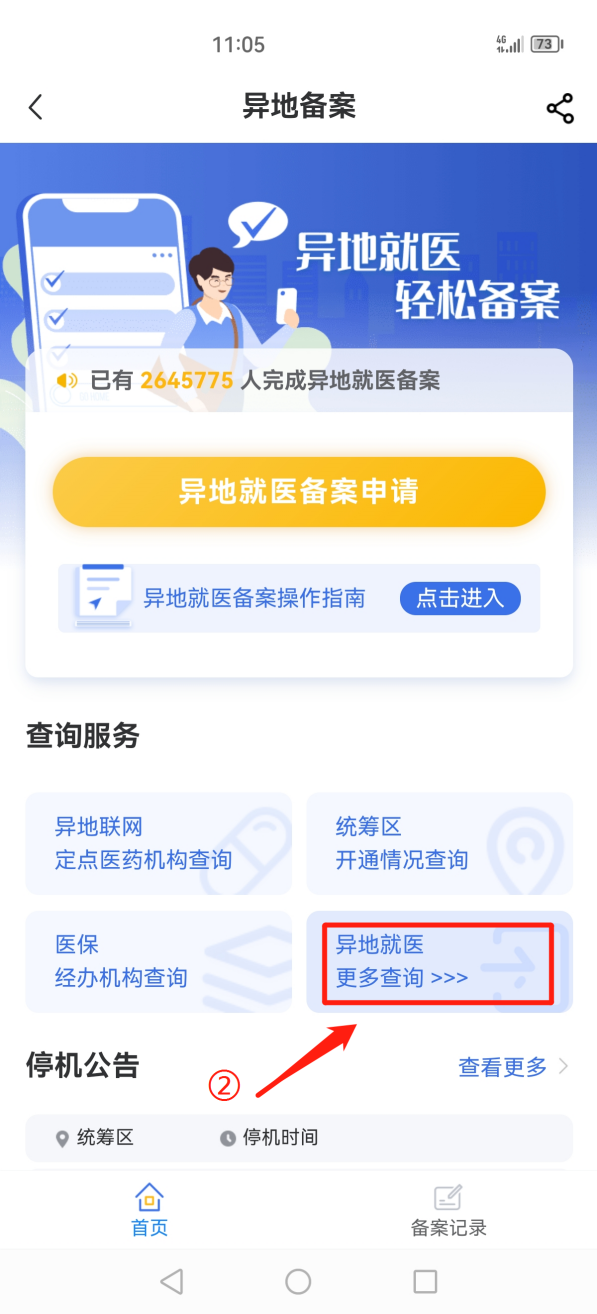 11:05
4G
73
异地备案
异地就医
轻松备案
已有 2645775 人完成异地就医备案
异地就医备案申请
异地就医备案操作指南
点击进入
查询服务
异地联网
定点医药机构查询
统筹区
开通情况查询
医保
经办机构查询
异地就医
更多查询 >>>
②
停机公告
查看更多
统筹区
停机时间
首页
备案记录